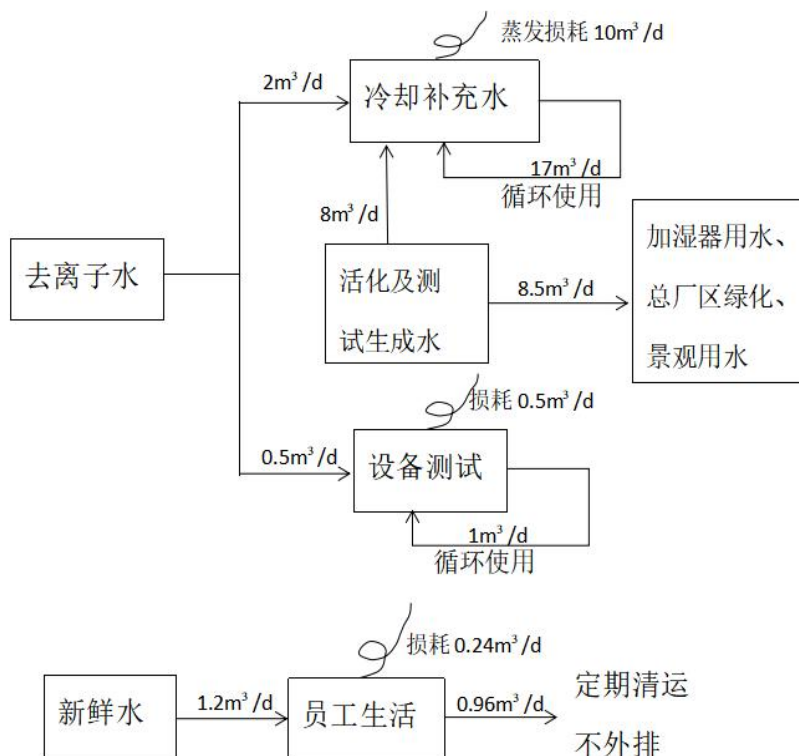 蒸发损耗 10m³/d
2m³/d
冷却补充水
17m³/d
循环使用
8m³/d
去离子水
活化及测
试生成水
8.5m³/d
加湿器用水、
总厂区绿化、
景观用水
损耗 0.5m³/d
0.5m³/d
设备测试
1m³/d
循环使用
损耗 0.24m³/d
新鲜水
1.2m³/d
员工生活
0.96m³/d
定期清运
不外排